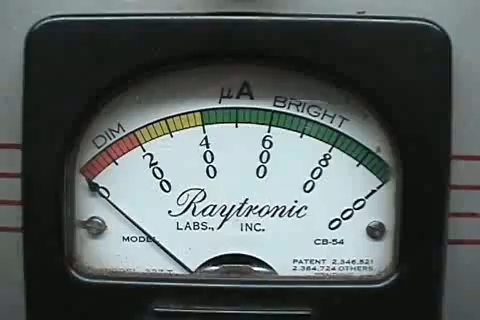 µA
DIM BRIGHT
0 200 400 600 800 1000
Raytronic
LABS., INC.
MODEL CB-54
PATENT 2,346,521
2,364,724 OTHERS